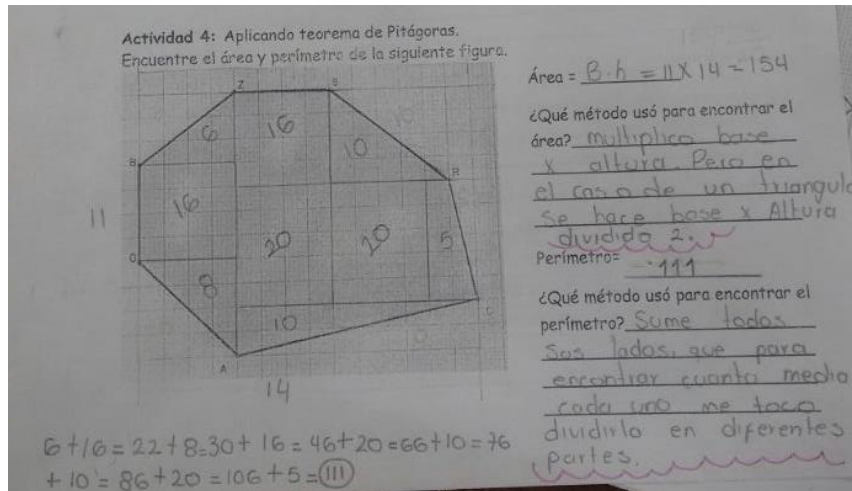 Actividad 4: Aplicando teorema de Pitágoras.
Encuentre el área y perímetro de la siguiente figura.
Z
S
6
16
10
B
R
16
11
20
20
5
O
8
10
C
A
14
6+16=22+8=30+16=46+20=66+10=76
+10=86+20=106+5=111
Área = B.h = 11 X 14 = 154
¿Qué método usó para encontrar el
área? multiplico base
x altura. Pero en
el caso de un triangulo
Se hace base x Altura
dividido 2.
Perímetro= 111
¿Qué método usó para encontrar el
perímetro? Sume todos
Sus lados, que para
encontrar cuanto media
cada uno me toco
dividirlo en diferentes
partes.